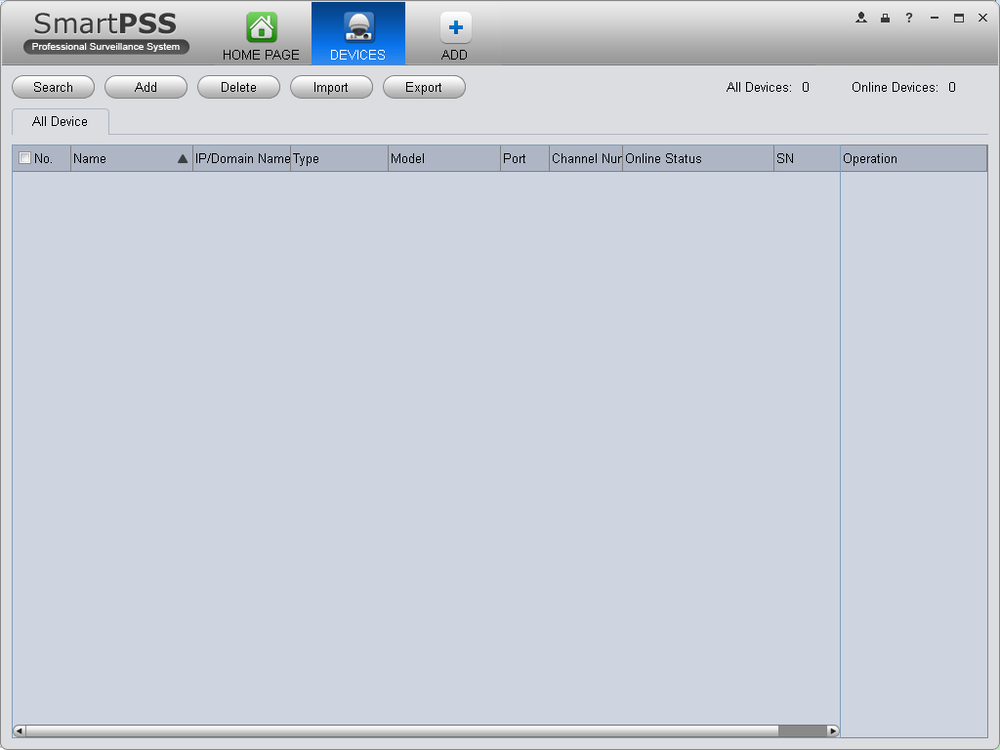 SmartPSS
Professional Surveillance System
HOME PAGE
DEVICES
ADD
?
Search
Add
Delete
Import
Export
All Devices: 0
Online Devices: 0
All Device
No. Name IP/Domain Name Type Model Port Channel Nur Online Status SN Operation